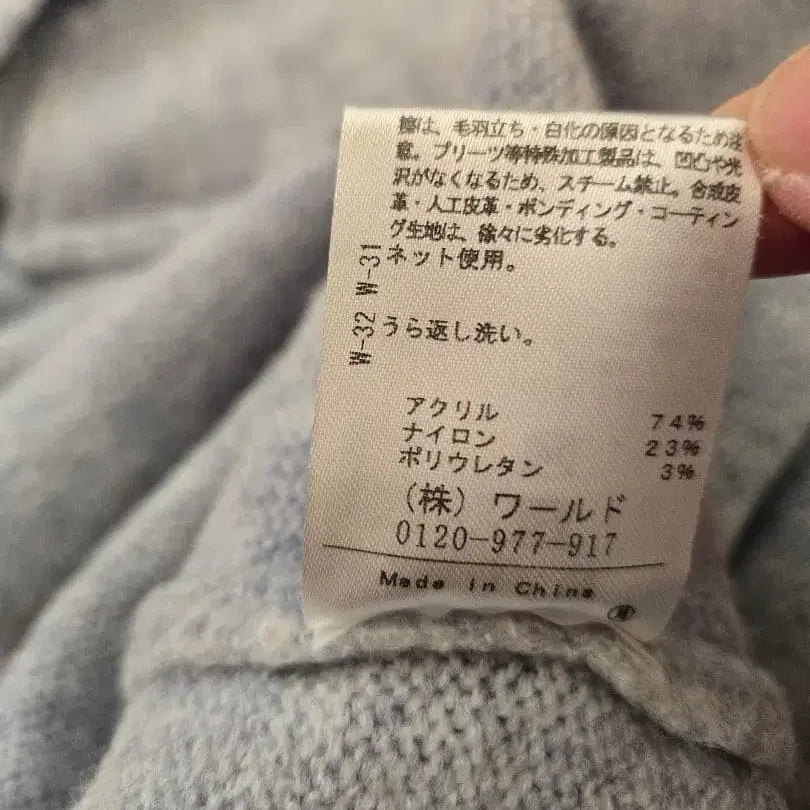 擦は、毛羽立ち・白化の原因となるため注
意。プリーツ等特殊加工製品は、凹凸や光
沢がなくなるため、スチーム禁止。合成皮
革・人工皮革・ボンディング・コーティン
グ生地は、徐々に劣化する。
W-31 ネット使用。
W-32 うら返し洗い。
アクリル 74%
ナイロン 23%
ポリウレタン 3%
(株) ワールド
0120-977-917
Made in China